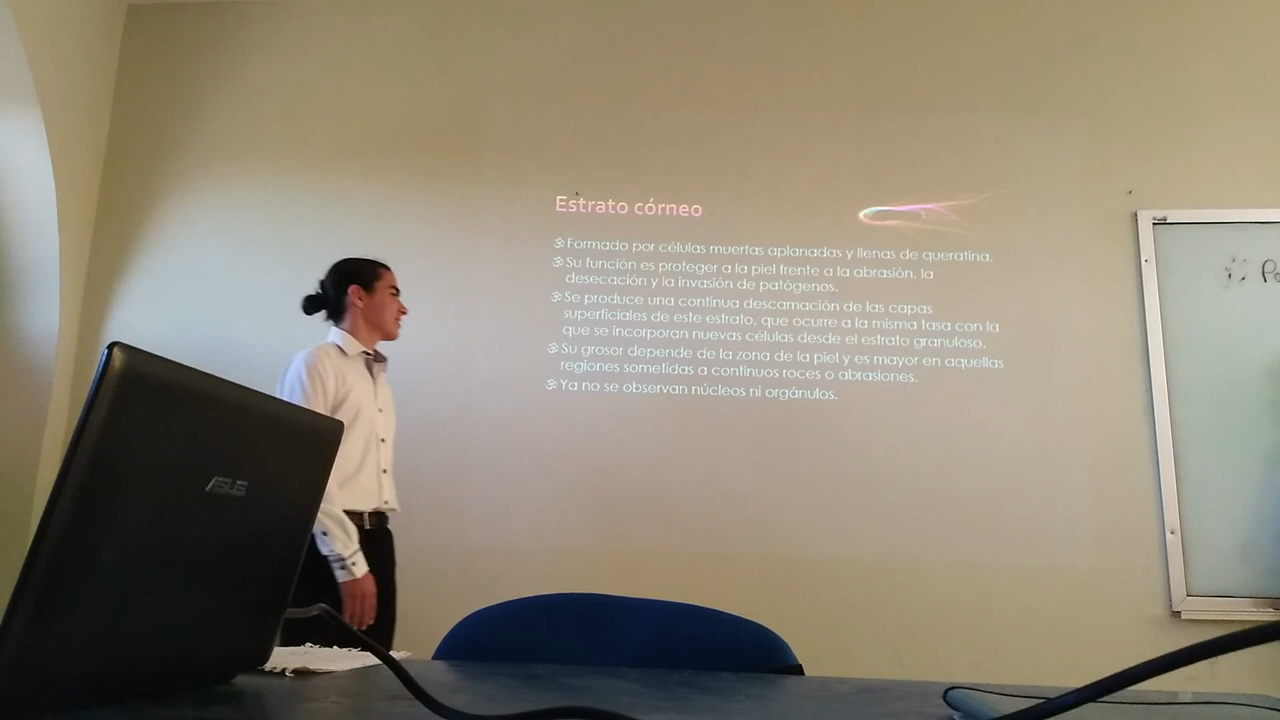 Estrato córneo
Formado por células muertas aplanadas y llenas de queratina.
Su función es proteger a la piel frente a la abrasión, la
desecación y la invasión de patógenos.
Se produce una continua descamación de las capas
superficiales de este estrato, que ocurre a la misma tasa con la
que se incorporan nuevas células desde el estrato granuloso.
Su grosor depende de la zona de la piel y es mayor en aquellas
regiones sometidas a continuos roces o abrasiones.
Ya no se observan núcleos ni orgánulos.
ASUS